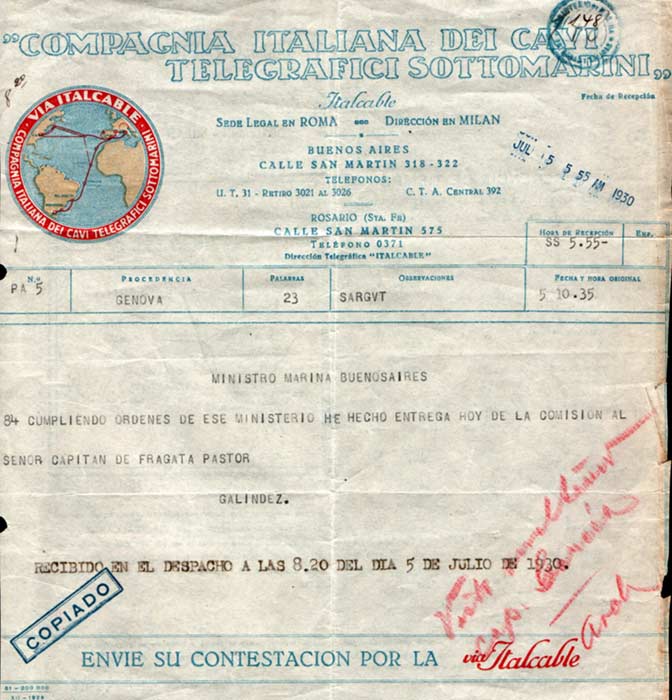 148
„COMPAGNIA ITALIANA DEI CAVI
TELEGRAFICI SOTTOMARINI„
8.20
Italcable
Fecha de Recepción
SEDE LEGAL EN ROMA DIRECCIÓN EN MILAN
VIA ITALCABLE
COMPAGNIA ITALIANA DEI CAVI TELEGRAFICI SOTTOMARINI
BUENOS AIRES
CALLE SAN MARTIN 318-322
JUL 5 5 55 AM 1930
TELEFONOS:
U. T. 31 - RETIRO 3021 AL 3026 C. T. A. CENTRAL 392
ROSARIO (STA. FE)
CALLE SAN MARTIN 575
TELÉFONO 0371
Dirección Telegráfica "ITALCABLE"
HORA DE RECEPCIÓN EMP.
SS 5.55-
N.º PROCEDENCIA PALABRAS OBSERVACIONES FECHA Y HORA ORIGINAL
PA 5 GENOVA 23 SARGVT 5 10.35
MINISTRO MARINA BUENOSAIRES
84 CUMPLIENDO ORDENES DE ESE MINISTERIO HE HECHO ENTREGA HOY DE LA COMISION AL
SENOR CAPITAN DE FRAGATA PASTOR
GALINDEZ.
RECIBIDO EN EL DESPACHO A LAS 8.20 DEL DIA 5 DE JULIO DE 1930.
COPIADO
ENVIE SU CONTESTACION POR LA via Italcable